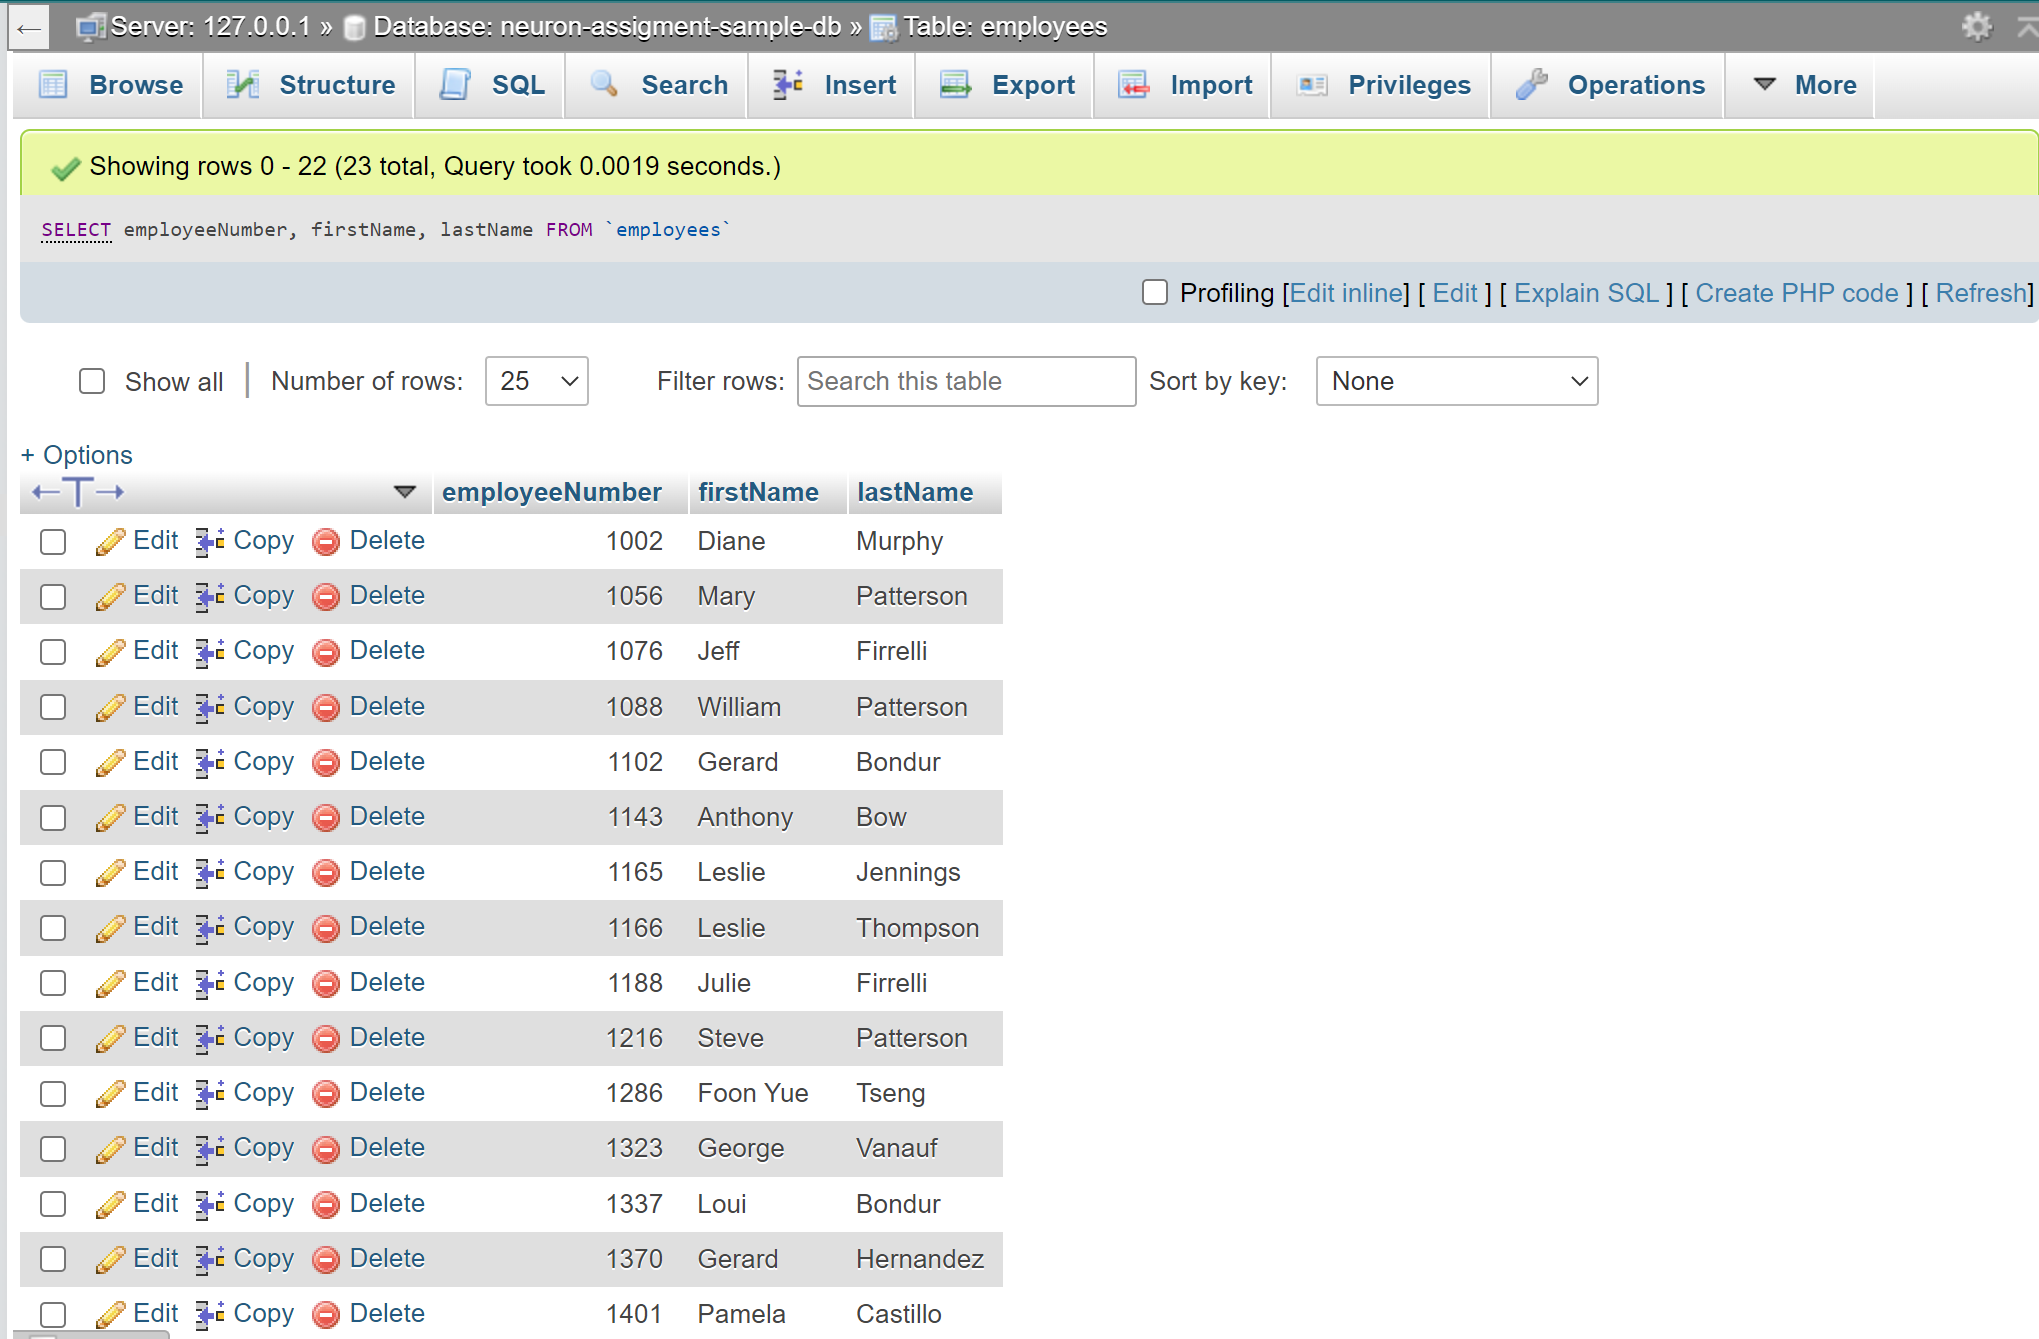 Server: 127.0.0.1 » Database: neuron-assigment-sample-db » Table: employees
Browse Structure SQL Search Insert Export Import Privileges Operations More
Showing rows 0 - 22 (23 total, Query took 0.0019 seconds.)
SELECT employeeNumber, firstName, lastName FROM `employees`
Profiling [Edit inline] [ Edit ] [ Explain SQL ] [ Create PHP code ] [ Refresh]
Show all | Number of rows: 25 Filter rows: Search this table Sort by key: None
+ Options
←T→ employeeNumber firstName lastName
Edit Copy Delete 1002 Diane Murphy
Edit Copy Delete 1056 Mary Patterson
Edit Copy Delete 1076 Jeff Firrelli
Edit Copy Delete 1088 William Patterson
Edit Copy Delete 1102 Gerard Bondur
Edit Copy Delete 1143 Anthony Bow
Edit Copy Delete 1165 Leslie Jennings
Edit Copy Delete 1166 Leslie Thompson
Edit Copy Delete 1188 Julie Firrelli
Edit Copy Delete 1216 Steve Patterson
Edit Copy Delete 1286 Foon Yue Tseng
Edit Copy Delete 1323 George Vanauf
Edit Copy Delete 1337 Loui Bondur
Edit Copy Delete 1370 Gerard Hernandez
Edit Copy Delete 1401 Pamela Castillo